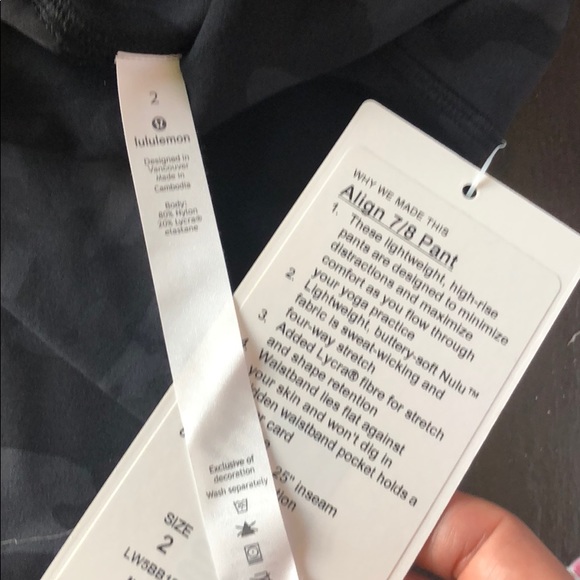 2
lululemon
Designed in
Vancouver
Made in
Cambodia
Body:
80% Nylon
20% Lycra®
elastane
Exclusive of
decoration
Wash separately
WHY WE MADE THIS
Align 7/8 Pant
1. These lightweight, high-rise
pants are designed to minimize
distractions and maximize
comfort as you flow through
your yoga practice
2. Lightweight, buttery-soft Nulu™
fabric is sweat-wicking and
four-way stretch
3. Added Lycra® fibre for stretch
and shape retention
4. Waistband lies flat against
your skin and won't dig in
waistband pocket holds a
card
25" inseam
SIZE
2